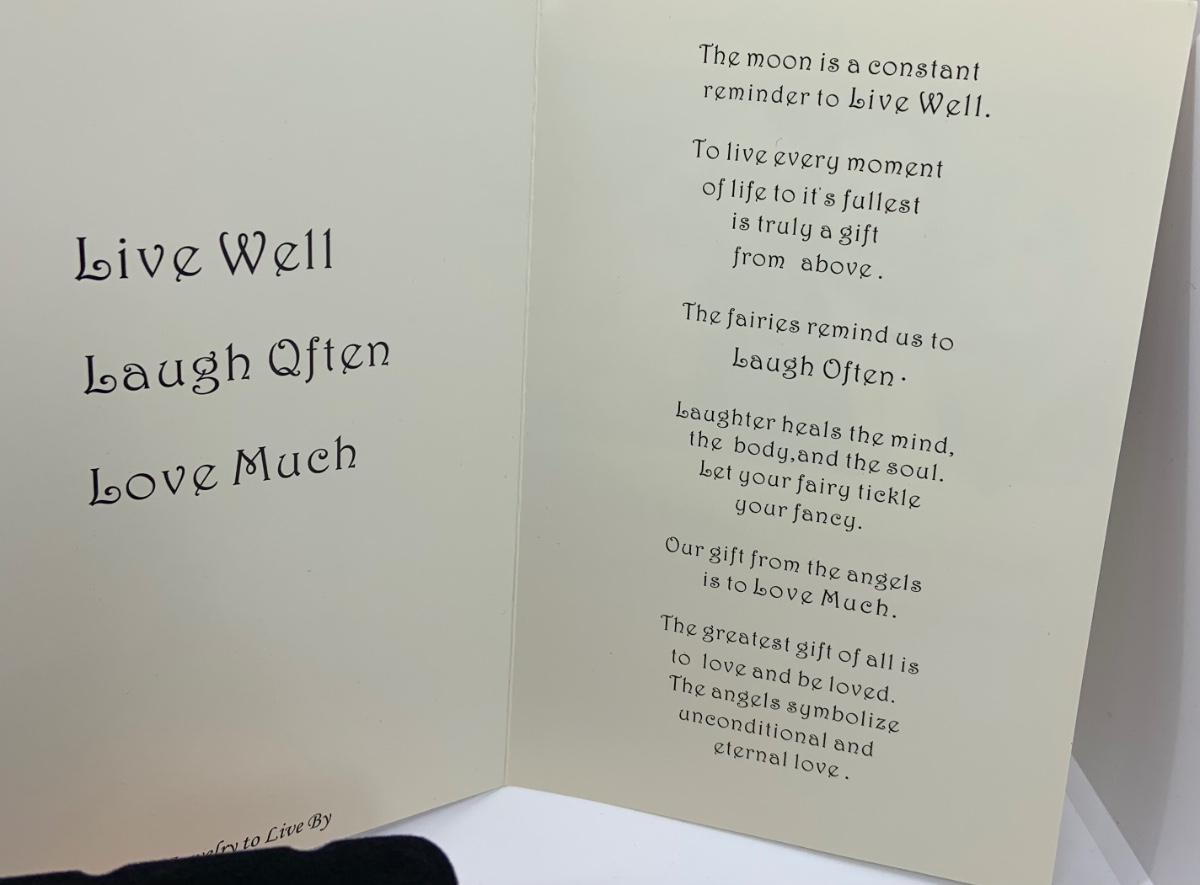 Live Well
Laugh Often
Love Much
to Live By
The moon is a constant
reminder to Live Well.
To live every moment
of life to it's fullest
is truly a gift
from above.
The fairies remind us to
Laugh Often.
Laughter heals the mind,
the body,and the soul.
Let your fairy tickle
your fancy.
Our gift from the angels
is to Love Much.
The greatest gift of all is
to love and be loved.
The angels symbolize
unconditional and
eternal love.